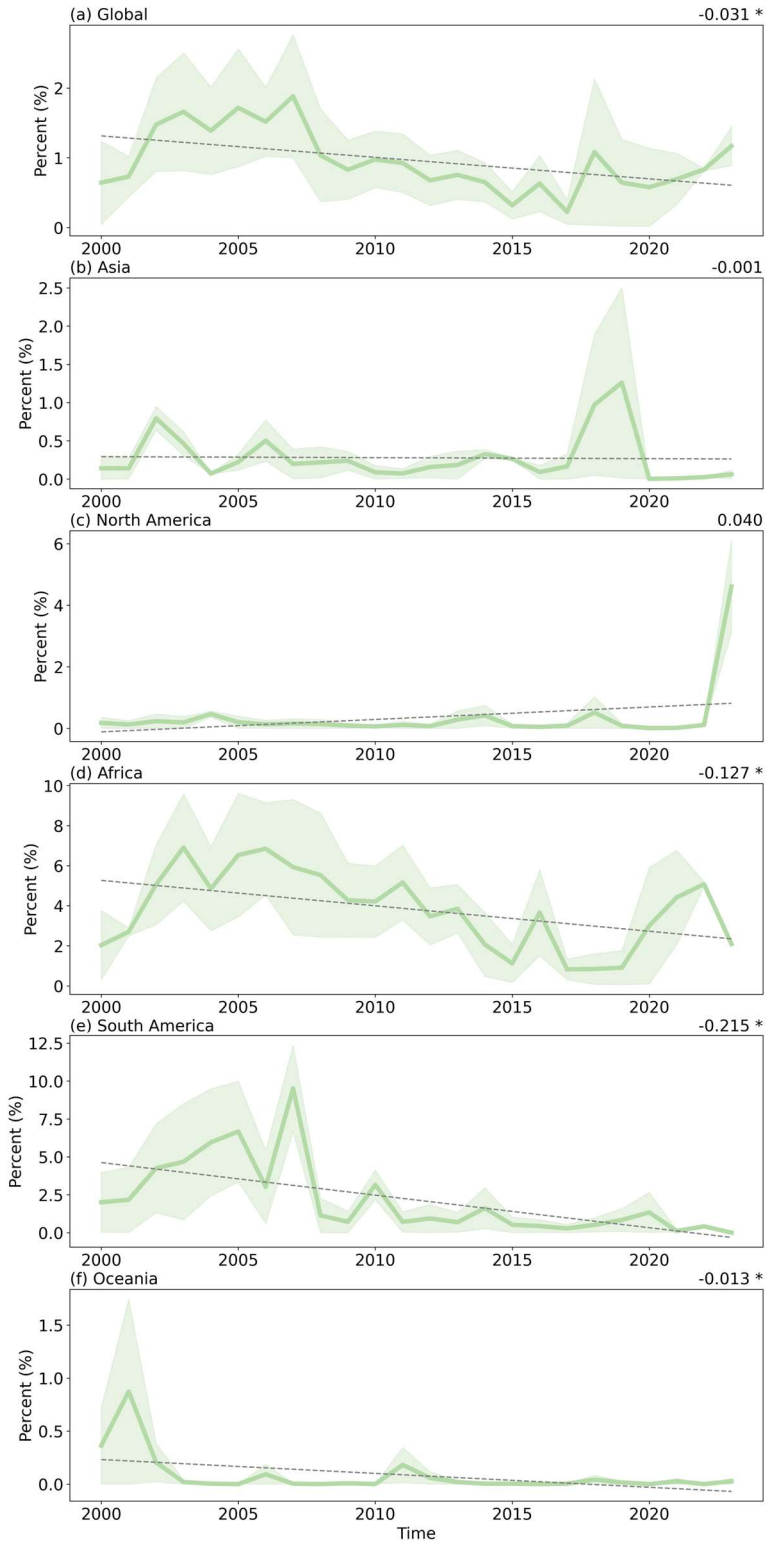 (a) Global -0.031 *
Percent (%)
2
1
0
2000 2005 2010 2015 2020
(b) Asia -0.001
Percent (%)
2.5
2.0
1.5
1.0
0.5
0.0
2000 2005 2010 2015 2020
(c) North America 0.040
Percent (%)
6
4
2
0
2000 2005 2010 2015 2020
(d) Africa -0.127 *
Percent (%)
10
8
6
4
2
0
2000 2005 2010 2015 2020
(e) South America -0.215 *
Percent (%)
12.5
10.0
7.5
5.0
2.5
0.0
2000 2005 2010 2015 2020
(f) Oceania -0.013 *
Percent (%)
1.5
1.0
0.5
0.0
2000 2005 2010 2015 2020
Time